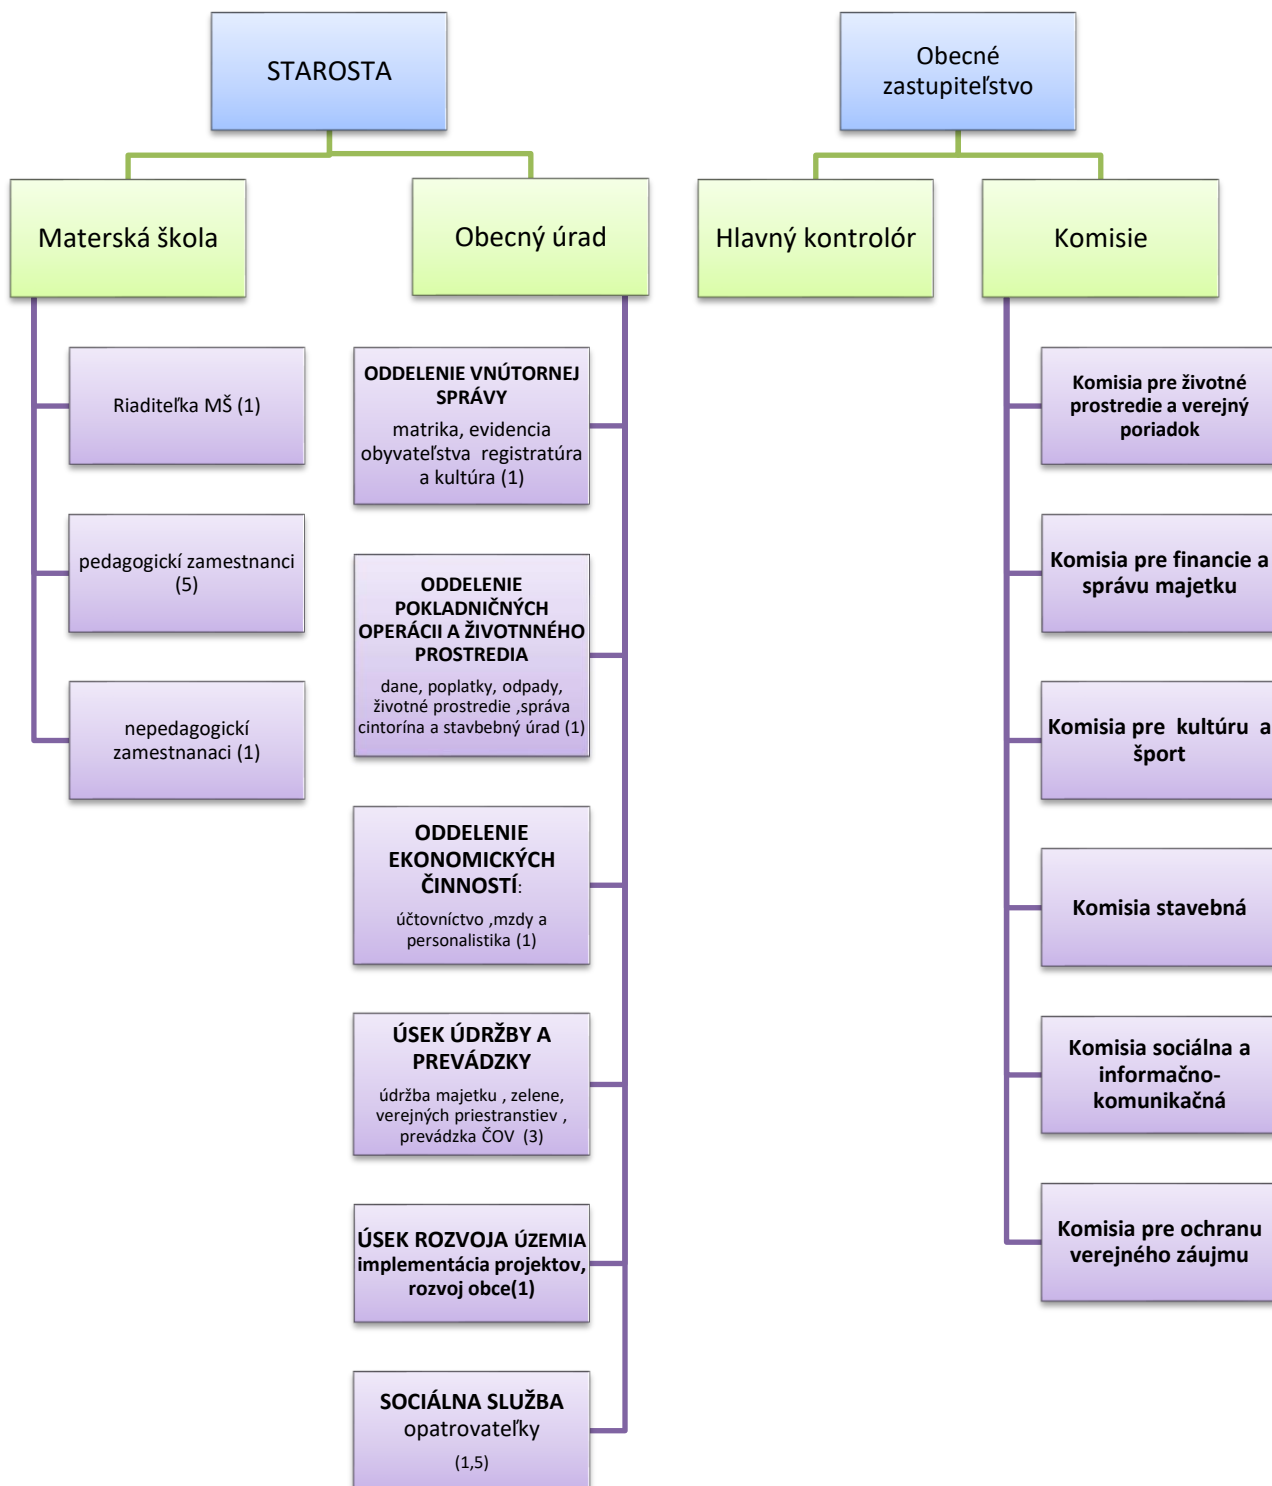 STAROSTA
Obecné
zastupiteľstvo
Materská škola
Obecný úrad
Hlavný kontrolór
Komisie
Riaditeľka MŠ (1)
pedagogickí zamestnanci
(5)
nepedagogickí
zamestnanaci (1)
ODDELENIE VNÚTORNEJ
SPRÁVY
matrika, evidencia
obyvateľstva  registratúra
a kultúra (1)
ODDELENIE
POKLADNIČNÝCH
OPERÁCII A ŽIVOTNNÉHO
PROSTREDIA
dane, poplatky, odpady,
životné prostredie ,správa
cintorína a stavbebný úrad (1)
ODDELENIE
EKONOMICKÝCH
ČINNOSTÍ:
účtovníctvo ,mzdy a
personalistika (1)
ÚSEK ÚDRŽBY A
PREVÁDZKY
údržba majetku , zelene,
verejných priestranstiev ,
prevádzka ČOV  (3)
ÚSEK ROZVOJA ÚZEMIA
implementácia projektov,
rozvoj obce(1)
SOCIÁLNA SLUŽBA
opatrovateľky
(1,5)
Komisia pre životné
prostredie a verejný
poriadok
Komisia pre financie a
správu majetku
Komisia pre  kultúru  a
šport
Komisia stavebná
Komisia sociálna a
informačno-
komunikačná
Komisia pre ochranu
verejného záujmu